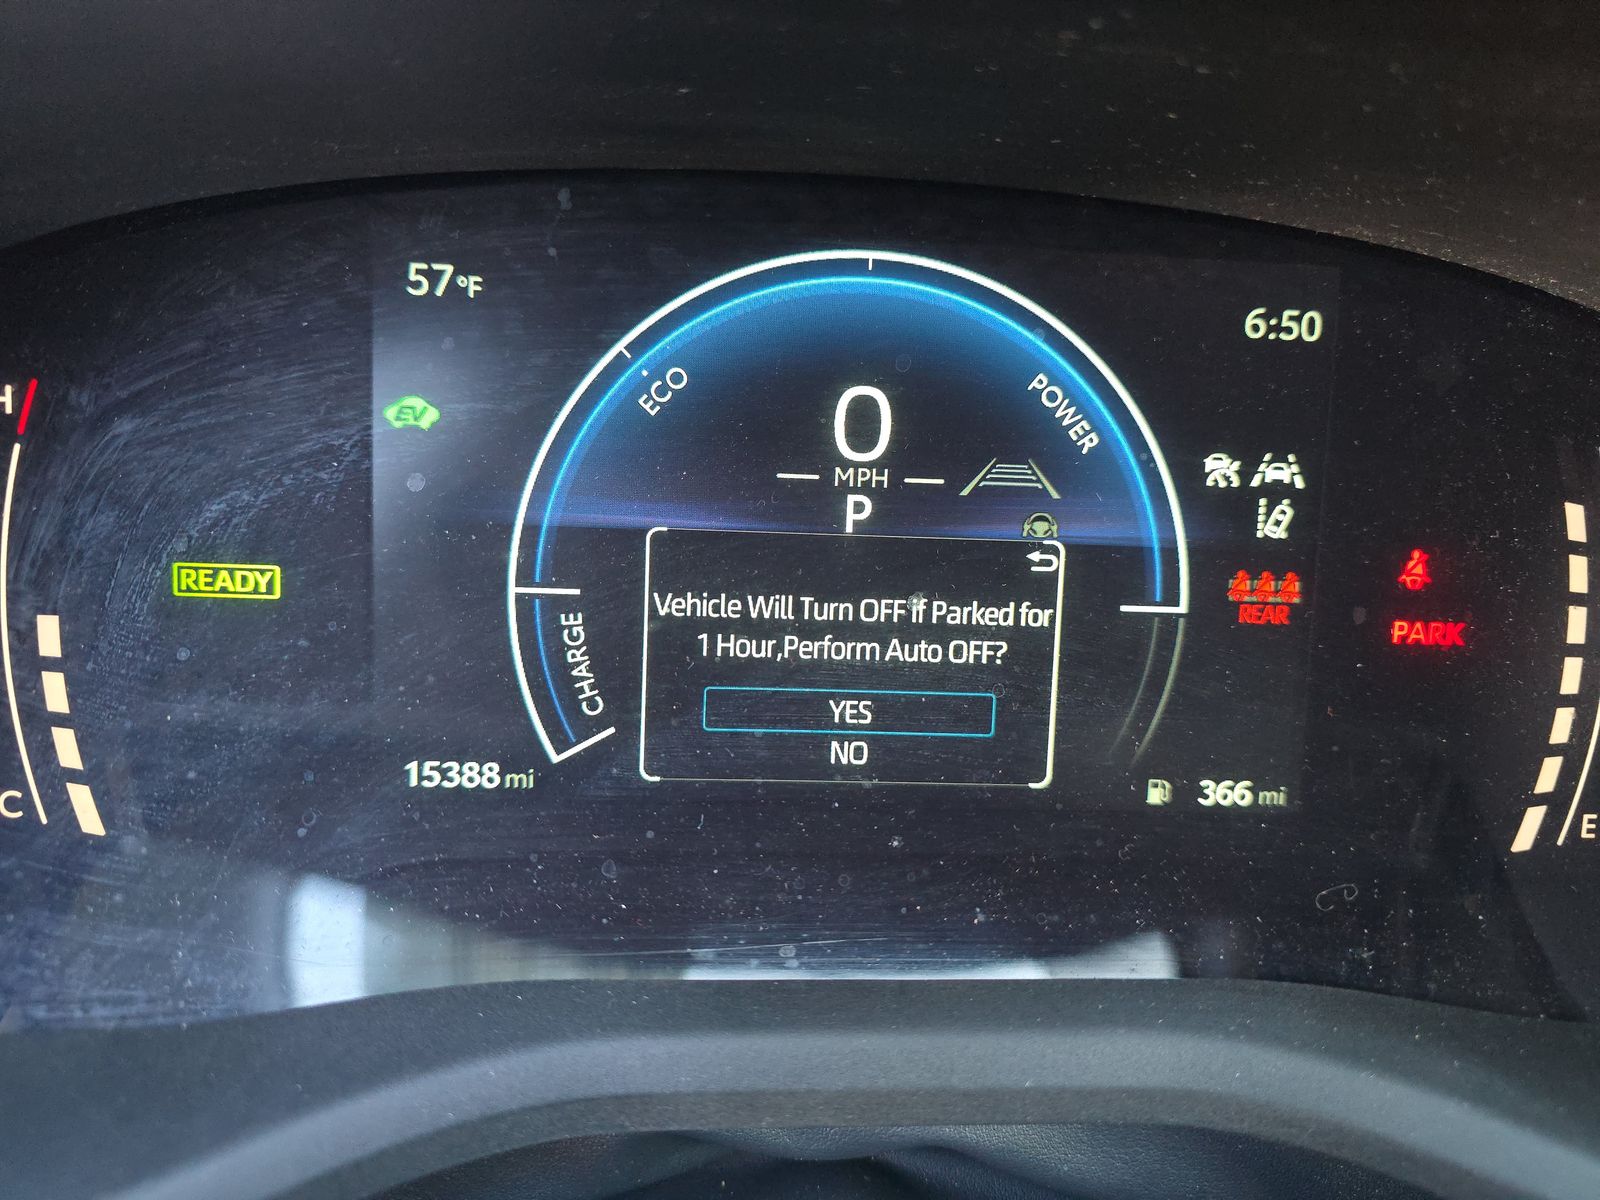 57°F
6:50
H
EV
ECO
POWER
0
MPH
P
READY
REAR
PARK
CHARGE
Vehicle Will Turn OFF if Parked for
1 Hour,Perform Auto OFF?
YES
NO
15388 mi
366 mi
C
E